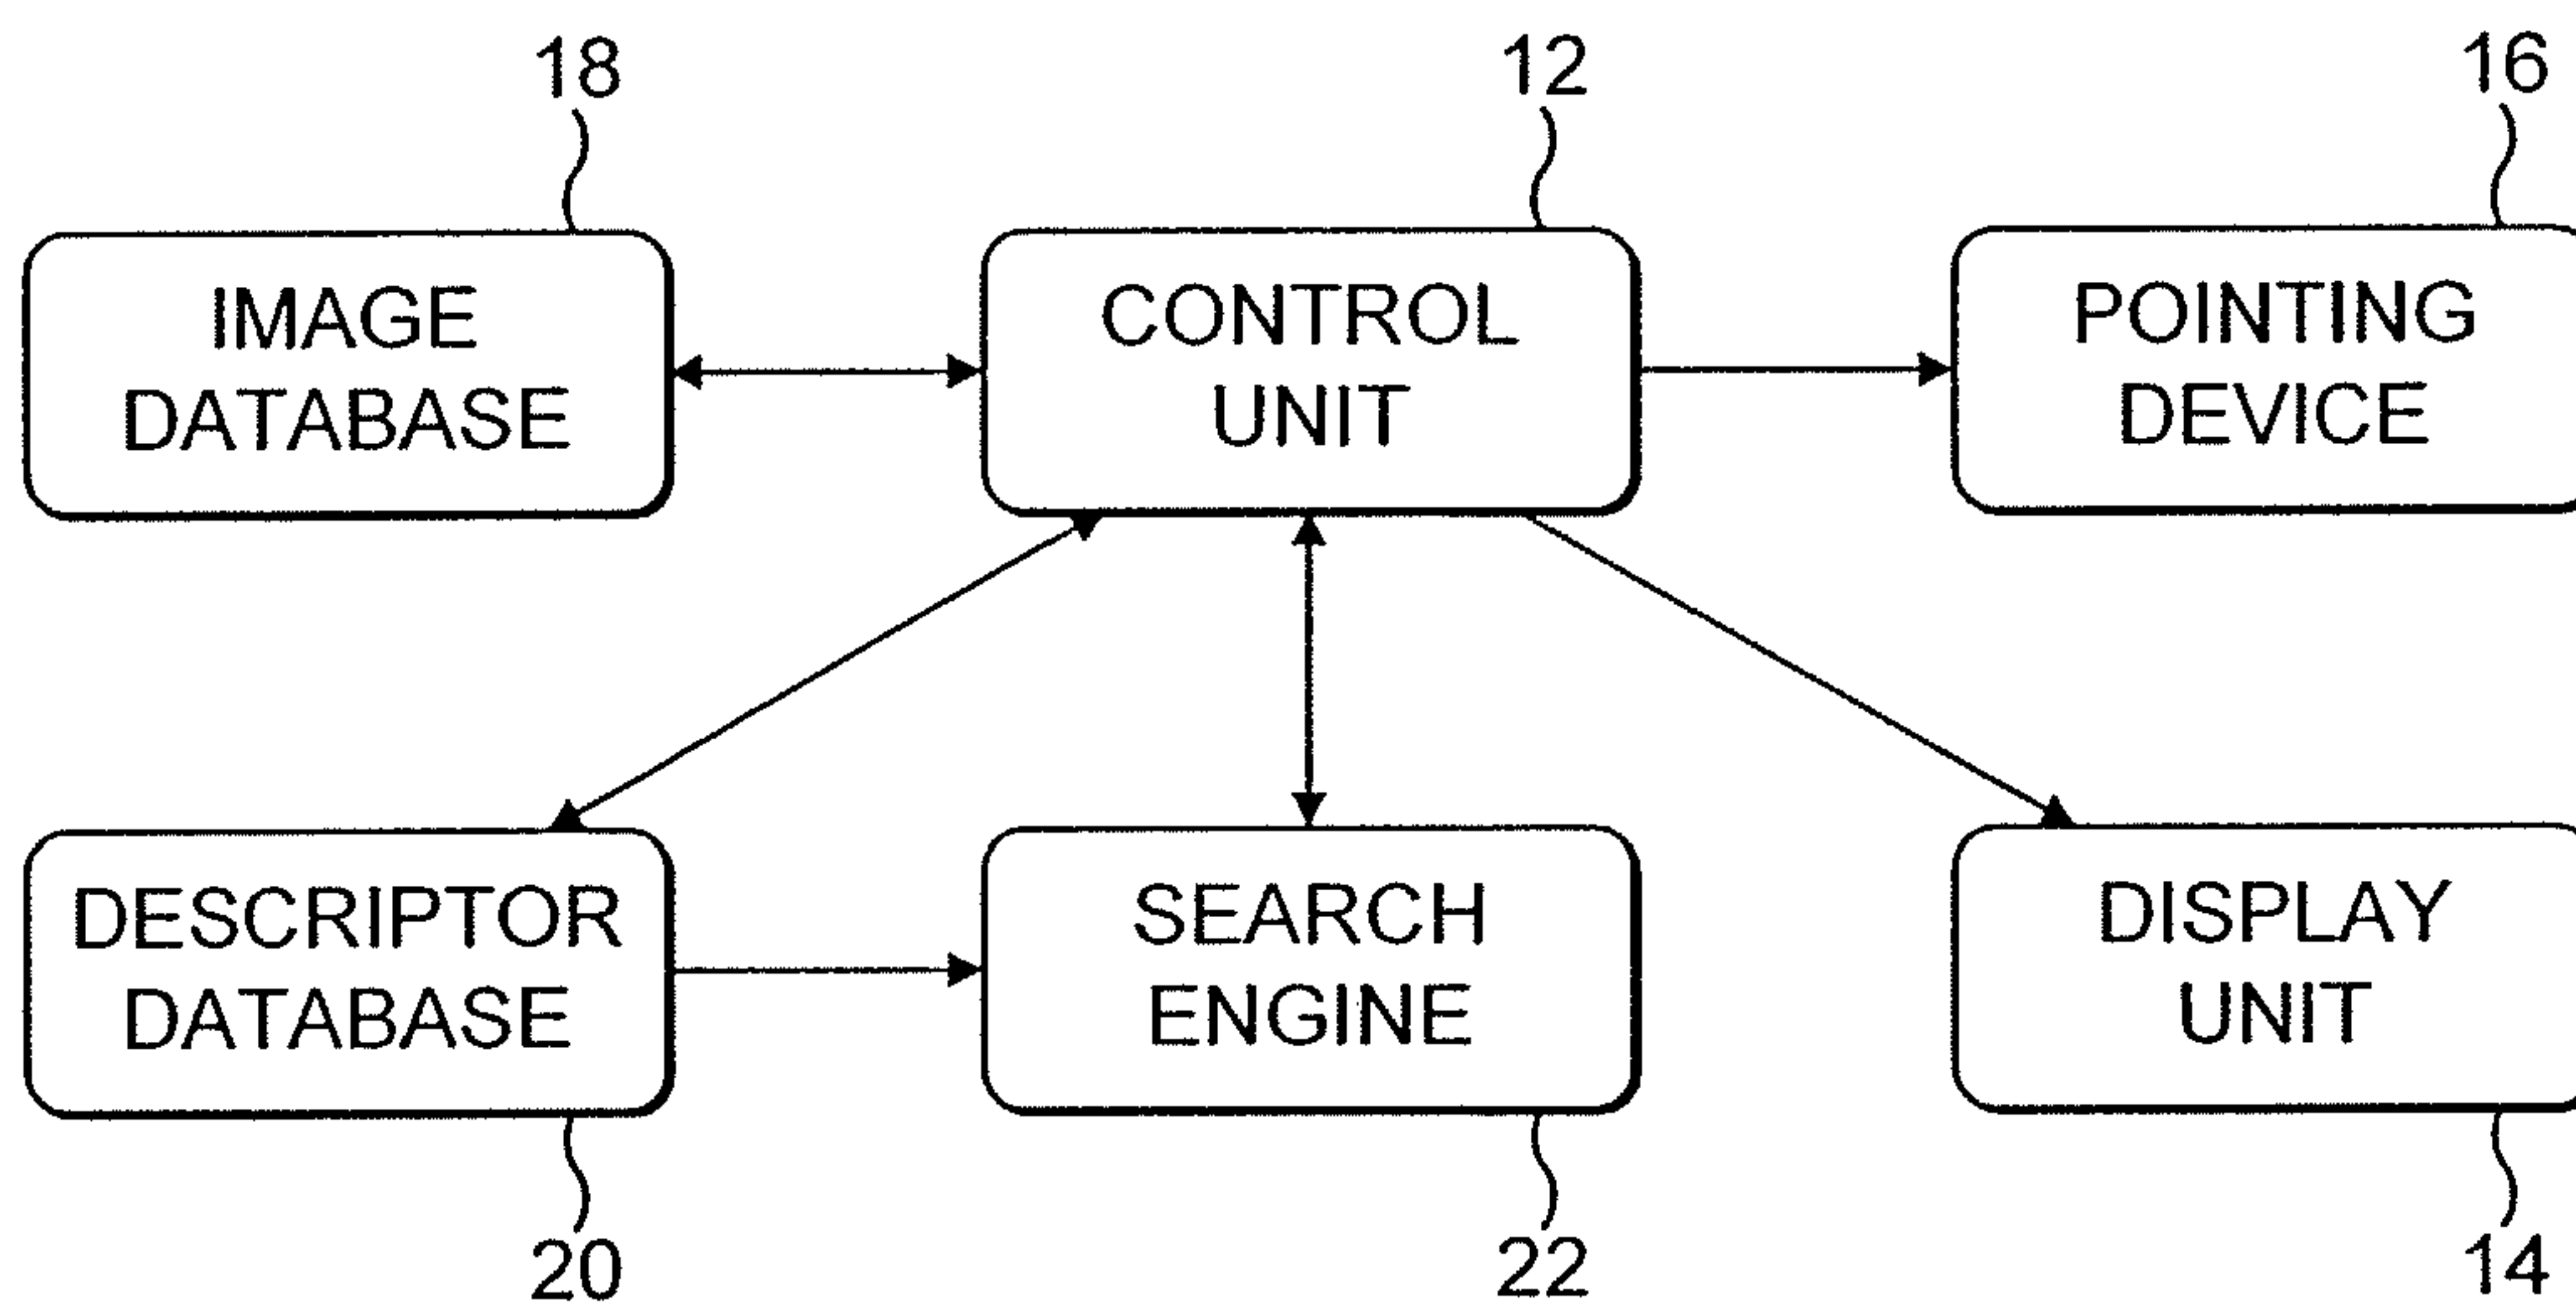 18
12
16
IMAGE
DATABASE
CONTROL
UNIT
POINTING
DEVICE
DESCRIPTOR
DATABASE
SEARCH
ENGINE
DISPLAY
UNIT
20
22
14